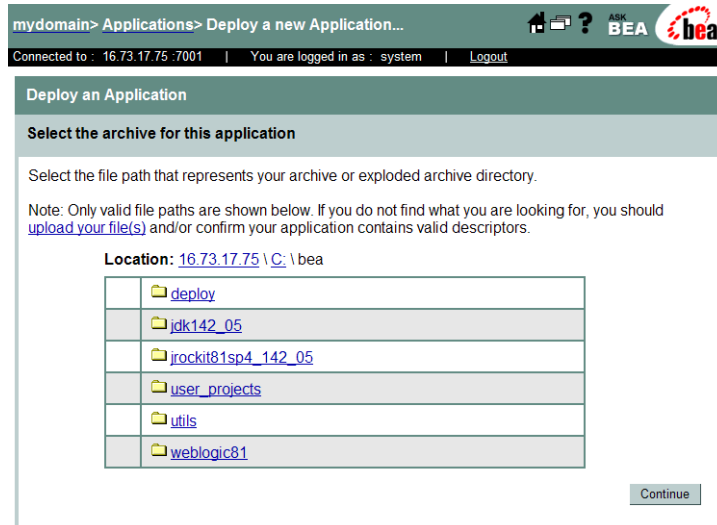 mydomain> Applications> Deploy a new Application...
? ASK BEA bea
Connected to : 16.73.17.75 :7001 | You are logged in as : system | Logout
Deploy an Application
Select the archive for this application
Select the file path that represents your archive or exploded archive directory.
Note: Only valid file paths are shown below. If you do not find what you are looking for, you should
upload your file(s) and/or confirm your application contains valid descriptors.
Location: 16.73.17.75 \ C: \ bea
deploy
jdk142_05
jrockit81sp4_142_05
user_projects
utils
weblogic81
Continue